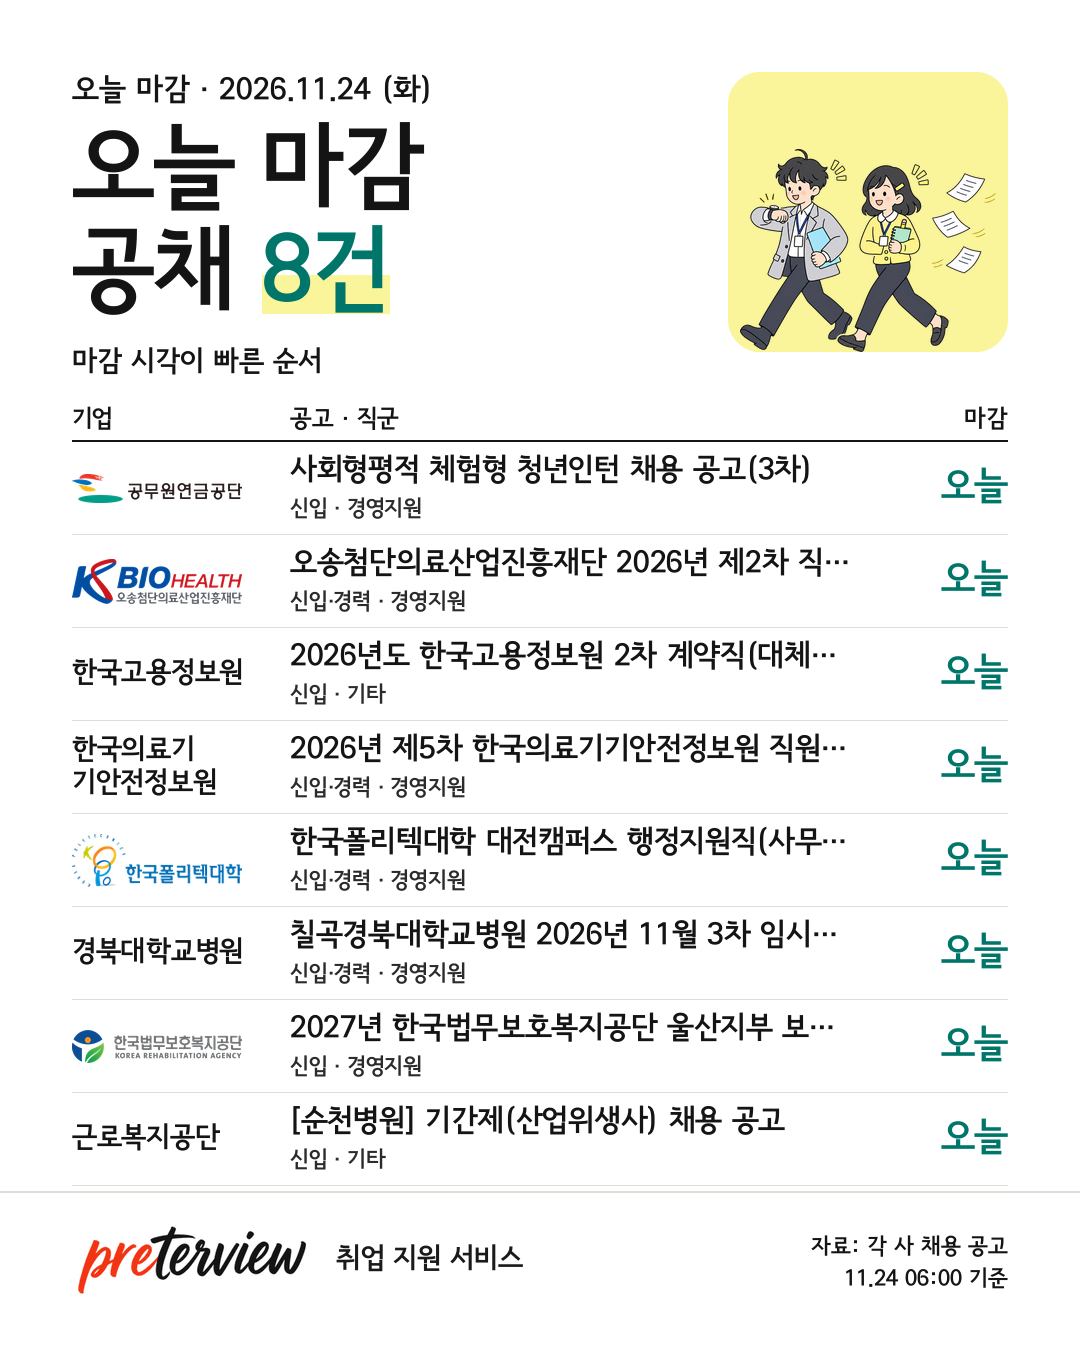 오늘 마감 · 2026.11.24 (화)
오늘 마감
공채 8건
마감 시각이 빠른 순서
기업 공고 · 직군 마감
공무원연금공단 사회형평적 체험형 청년인턴 채용 공고(3차) 오늘
신입 · 경영지원
K BIO HEALTH 오송첨단의료산업진흥재단 2026년 제2차 직… 오늘
오송첨단의료산업진흥재단 신입·경력 · 경영지원
한국고용정보원 2026년도 한국고용정보원 2차 계약직(대체… 오늘
신입 · 기타
한국의료기 2026년 제5차 한국의료기기안전정보원 직원… 오늘
기안전정보원 신입·경력 · 경영지원
한국폴리텍대학 한국폴리텍대학 대전캠퍼스 행정지원직(사무… 오늘
신입·경력 · 경영지원
경북대학교병원 칠곡경북대학교병원 2026년 11월 3차 임시… 오늘
신입·경력 · 경영지원
한국법무보호복지공단 2027년 한국법무보호복지공단 울산지부 보… 오늘
KOREA REHABILITATION AGENCY 신입 · 경영지원
근로복지공단 [순천병원] 기간제(산업위생사) 채용 공고 오늘
신입 · 기타
preterview 취업 지원 서비스
자료: 각 사 채용 공고
11.24 06:00 기준